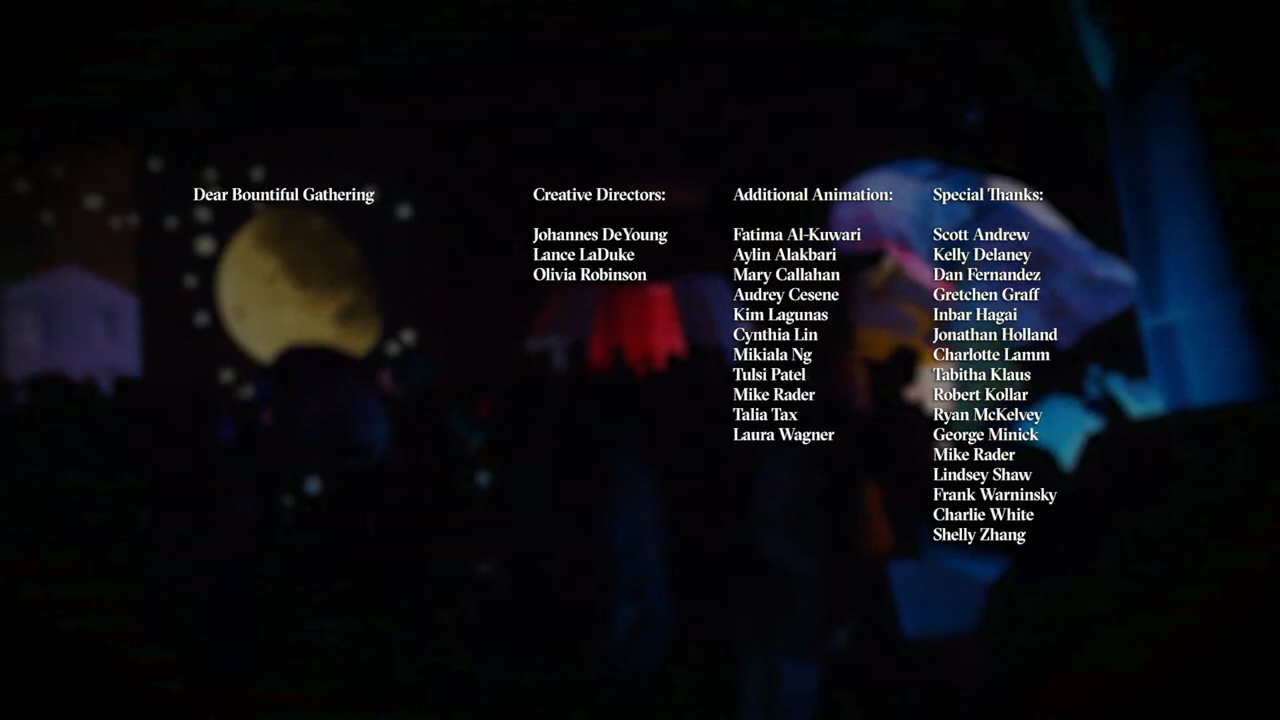 Dear Bountiful Gathering
Creative Directors:
Johannes DeYoung
Lance LaDuke
Olivia Robinson
Additional Animation:
Fatima Al-Kuwari
Aylin Alakbari
Mary Callahan
Audrey Cesene
Kim Lagunas
Cynthia Lin
Mikiala Ng
Tulsi Patel
Mike Rader
Talia Tax
Laura Wagner
Special Thanks:
Scott Andrew
Kelly Delaney
Dan Fernandez
Gretchen Graff
Inbar Hagai
Jonathan Holland
Charlotte Lamm
Tabitha Klaus
Robert Kollar
Ryan McKelvey
George Minick
Mike Rader
Lindsey Shaw
Frank Warninsky
Charlie White
Shelly Zhang